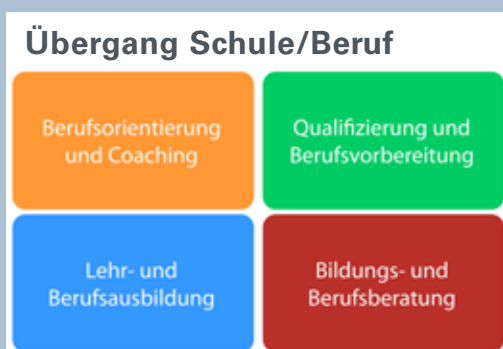 Übergang Schule/Beruf
Berufsorientierung
und Coaching
Qualifizierung und
Berufsvorbereitung
Lehr- und
Berufsausbildung
Bildungs- und
Berufsberatung